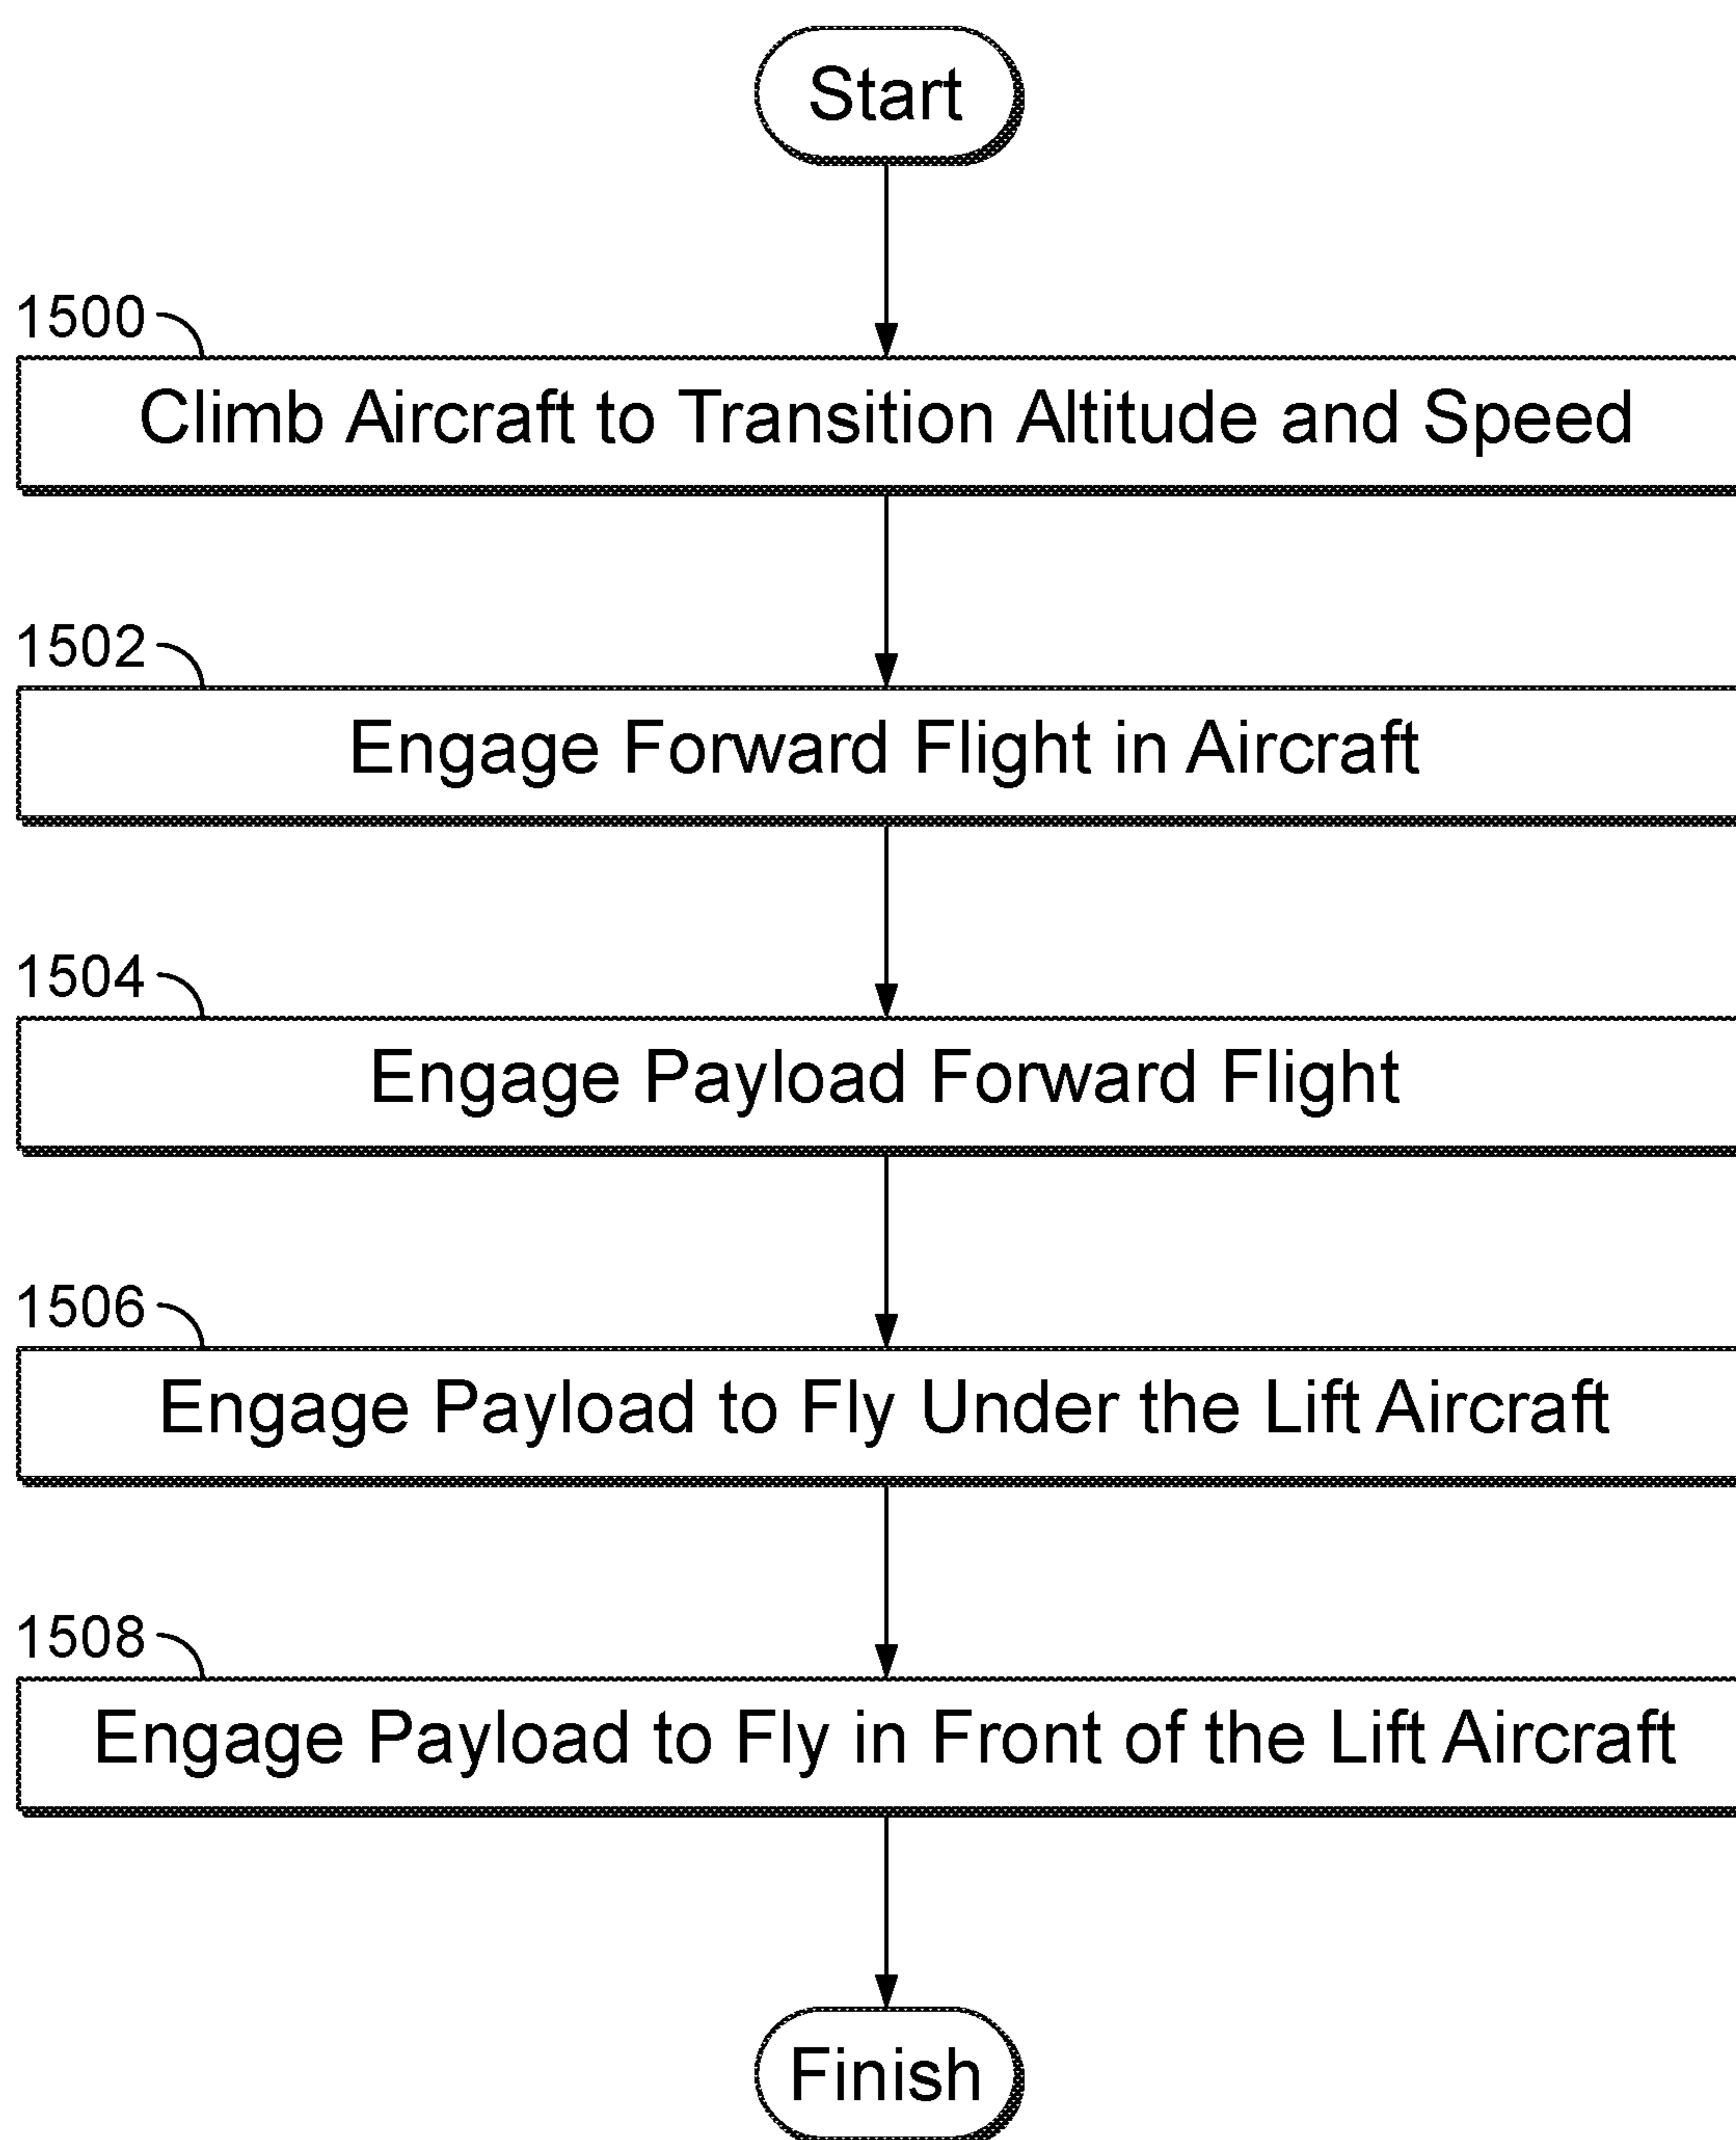 Start
1500
Climb Aircraft to Transition Altitude and Speed
1502
Engage Forward Flight in Aircraft
1504
Engage Payload Forward Flight
1506
Engage Payload to Fly Under the Lift Aircraft
1508
Engage Payload to Fly in Front of the Lift Aircraft
Finish